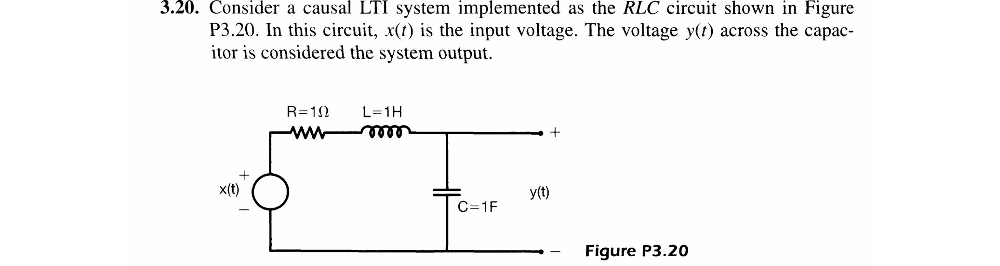 3.20. Consider a causal LTI system implemented as the RLC circuit shown in Figure
P3.20. In this circuit, x(t) is the input voltage. The voltage y(t) across the capac-
itor is considered the system output.
R=1Ω L=1H
+
+
x(t)
y(t)
−
C=1F
−
Figure P3.20